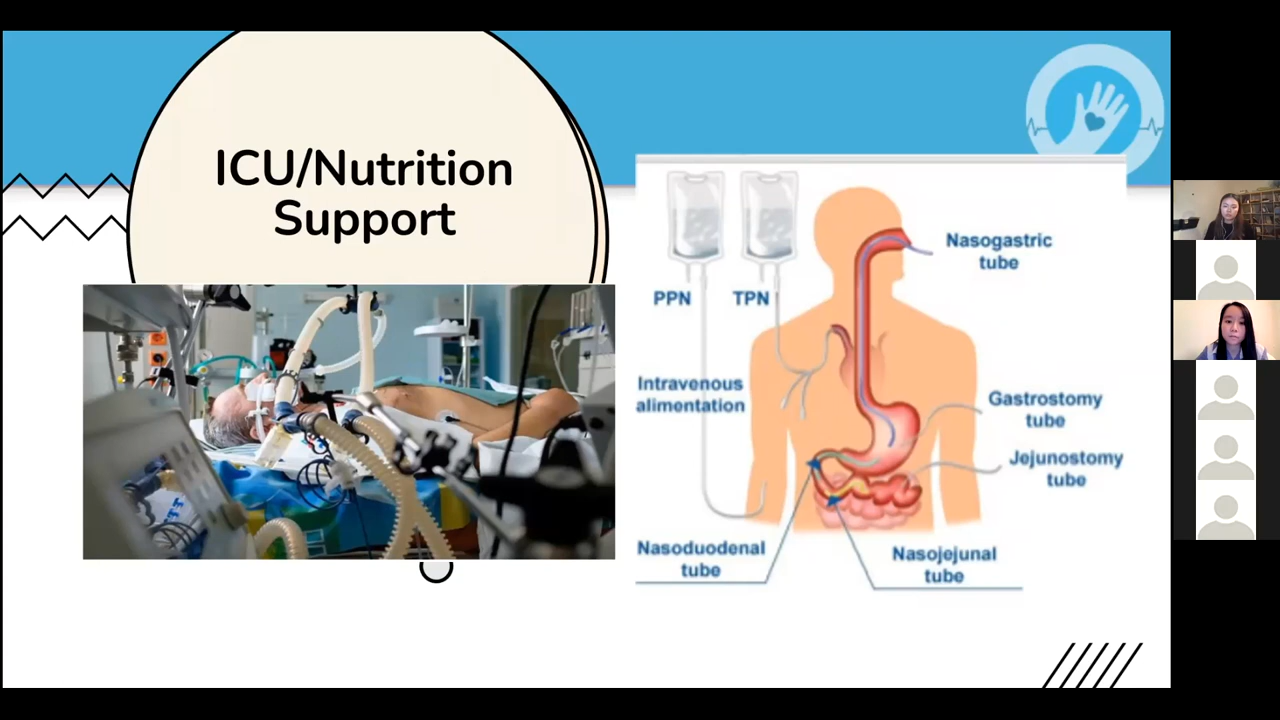 ICU/Nutrition
Support
PPN
TPN
Nasogastric
tube
Intravenous
alimentation
Gastrostomy
tube
Jejunostomy
tube
Nasoduodenal
tube
Nasojejunal
tube